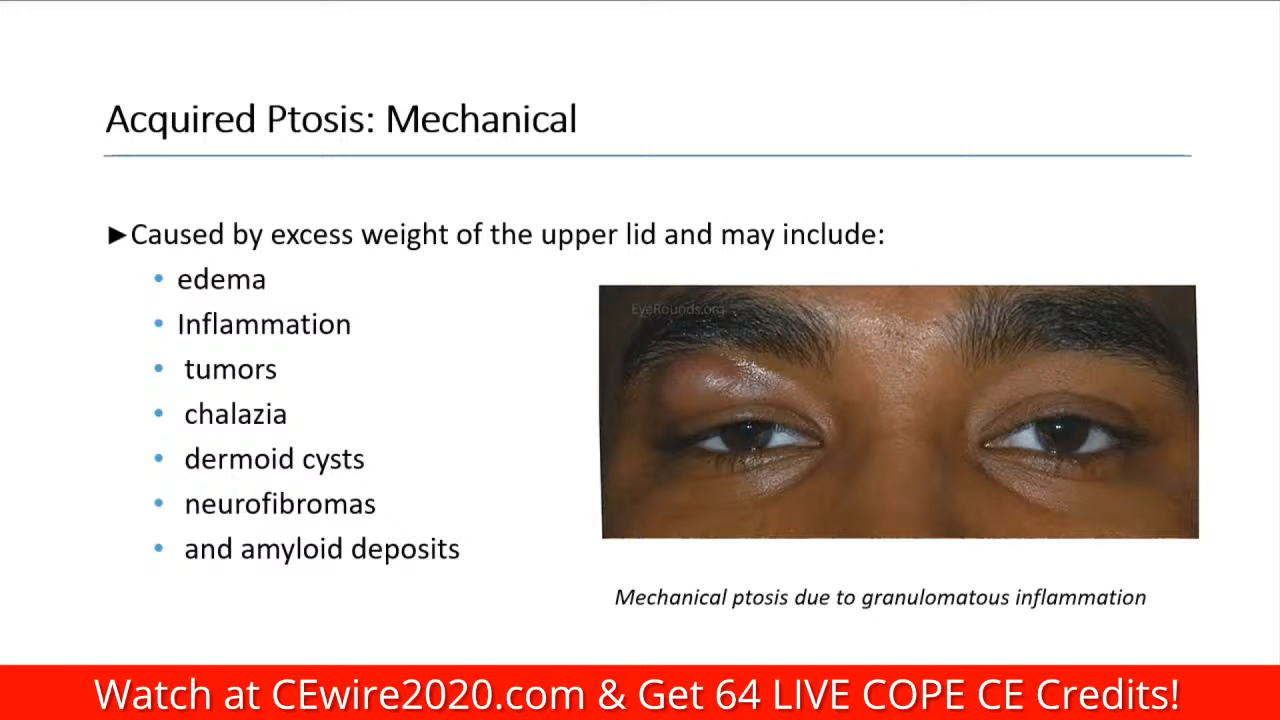 Acquired Ptosis: Mechanical
►Caused by excess weight of the upper lid and may include:
• edema
• Inflammation
• tumors
• chalazia
• dermoid cysts
• neurofibromas
• and amyloid deposits
EyeRounds.org
Mechanical ptosis due to granulomatous inflammation
Watch at CEwire2020.com & Get 64 LIVE COPE CE Credits!